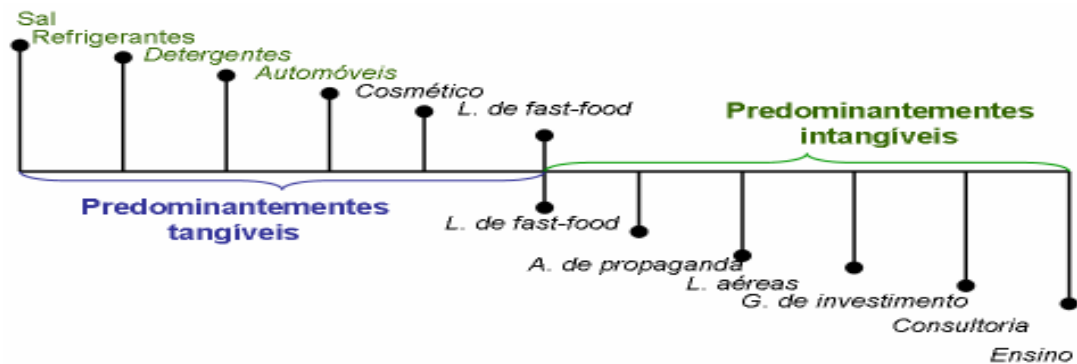 Sal
Refrigerantes
Detergentes
Automóveis
Cosmético
L. de fast-food
Predominantementes
intangíveis
Predominantementes
tangíveis
L. de fast-food
A. de propaganda
L. aéreas
G. de investimento
Consultoria
Ensino